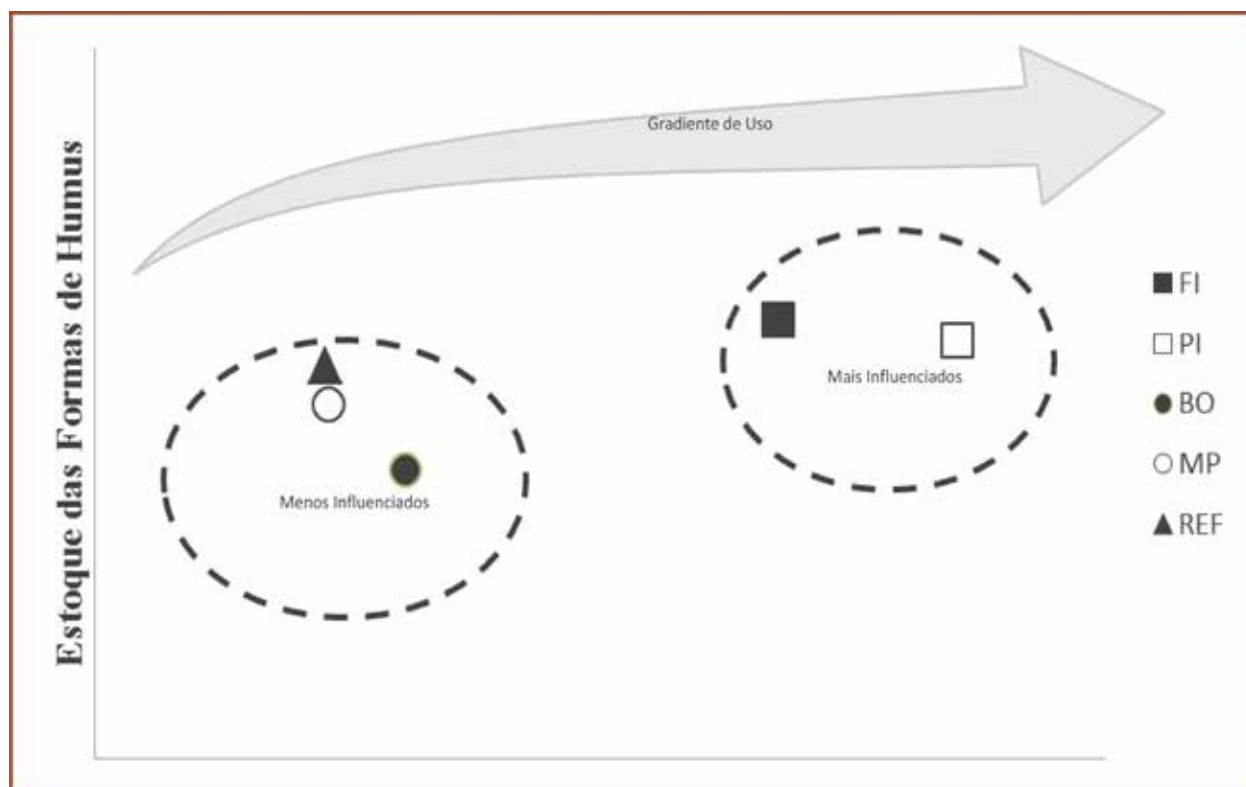 Estoque das Formas de Humus
Gradiente de Uso
Mais Influenciados
Menos Influenciados
FI
PI
BO
MP
REF